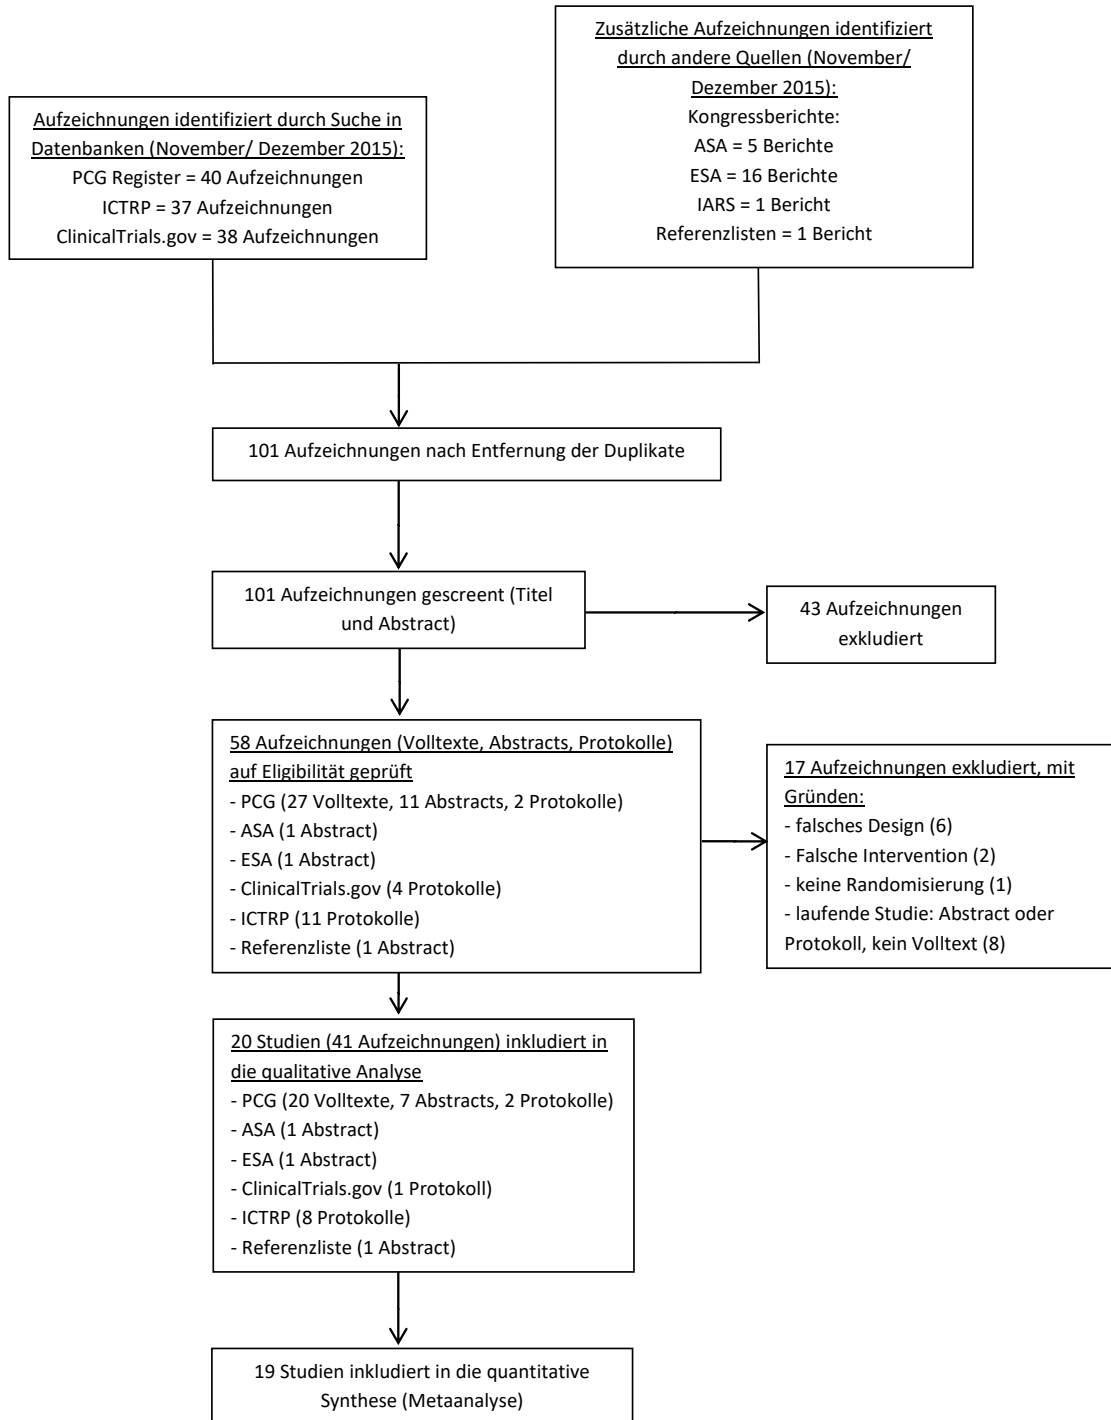 Aufzeichnungen identifiziert durch Suche in
Datenbanken (November/ Dezember 2015):
PCG Register = 40 Aufzeichnungen
ICTRP = 37 Aufzeichnungen
ClinicalTrials.gov = 38 Aufzeichnungen
Zusätzliche Aufzeichnungen identifiziert
durch andere Quellen (November/
Dezember 2015):
Kongressberichte:
ASA = 5 Berichte
ESA = 16 Berichte
IARS = 1 Bericht
Referenzlisten = 1 Bericht
101 Aufzeichnungen nach Entfernung der Duplikate
101 Aufzeichnungen gescreent (Titel
und Abstract)
43 Aufzeichnungen
exkludiert
58 Aufzeichnungen (Volltexte, Abstracts, Protokolle)
auf Eligibilität geprüft
- PCG (27 Volltexte, 11 Abstracts, 2 Protokolle)
- ASA (1 Abstract)
- ESA (1 Abstract)
- ClinicalTrials.gov (4 Protokolle)
- ICTRP (11 Protokolle)
- Referenzliste (1 Abstract)
17 Aufzeichnungen exkludiert, mit
Gründen:
- falsches Design (6)
- Falsche Intervention (2)
- keine Randomisierung (1)
- laufende Studie: Abstract oder
Protokoll, kein Volltext (8)
20 Studien (41 Aufzeichnungen) inkludiert in
die qualitative Analyse
- PCG (20 Volltexte, 7 Abstracts, 2 Protokolle)
- ASA (1 Abstract)
- ESA (1 Abstract)
- ClinicalTrials.gov (1 Protokoll)
- ICTRP (8 Protokolle)
- Referenzliste (1 Abstract)
19 Studien inkludiert in die quantitative
Synthese (Metaanalyse)